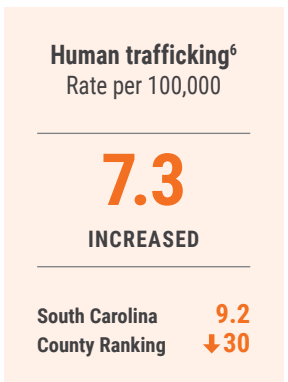 Human trafficking⁶
Rate per 100,000
7.3
INCREASED
South Carolina 9.2
County Ranking ↓30